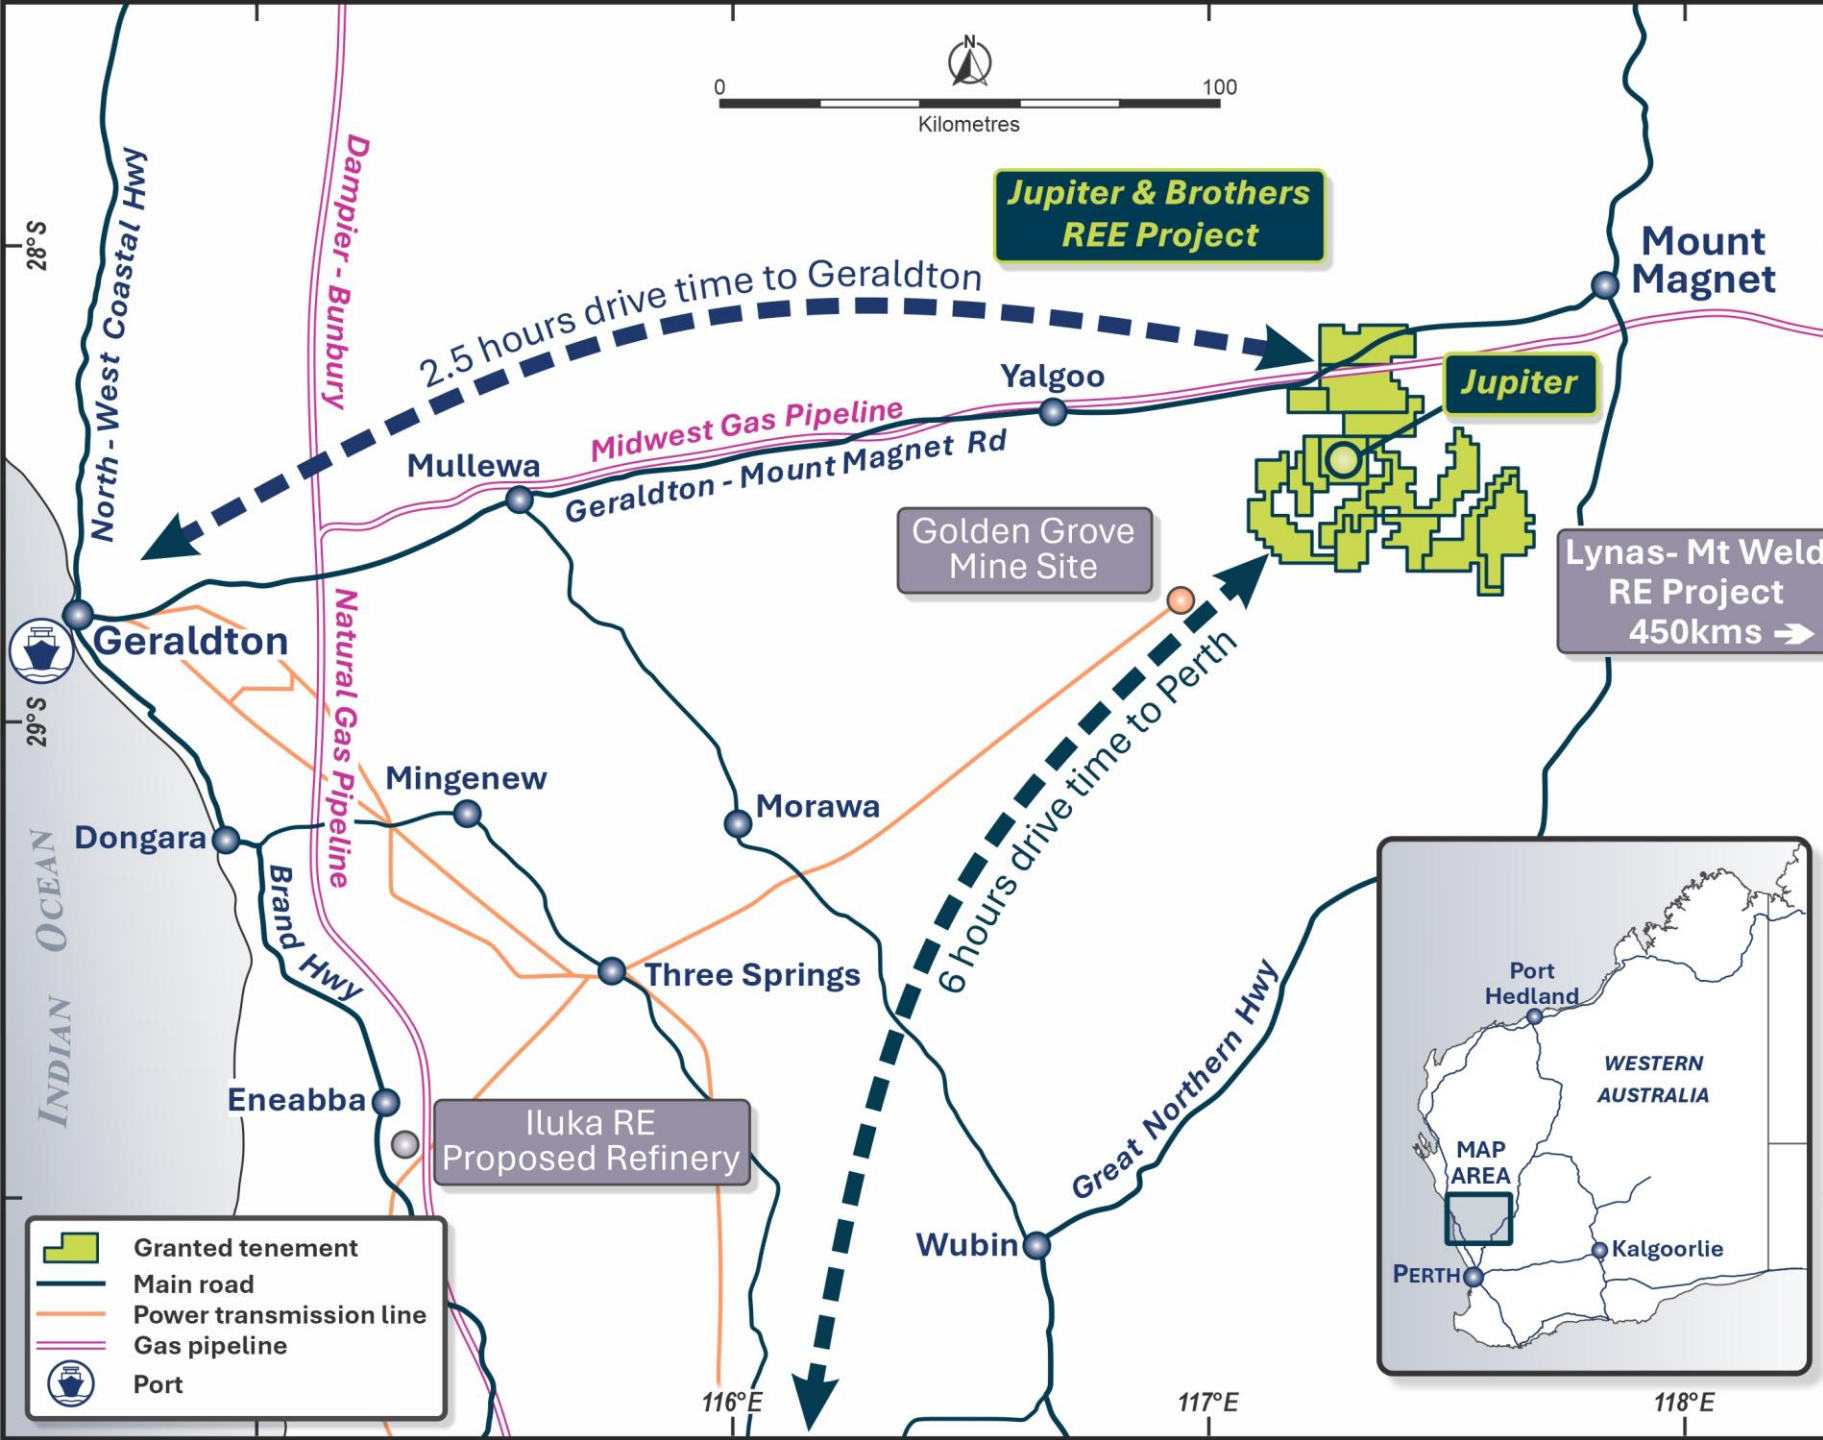 N
0
100
Kilometres
Jupiter & Brothers
REE Project
Mount
Magnet
28°S
North-West Coastal Hwy
Dampier - Bunbury
2.5 hours drive time to Geraldton
Yalgoo
Jupiter
Midwest Gas Pipeline
Mullewa
Geraldton - Mount Magnet Rd
Golden Grove
Mine Site
Lynas- Mt Weld
RE Project
450kms
Geraldton
Natural Gas Pipeline
29°S
6 hours drive time to Perth
Mingenew
Morawa
Dongara
INDIAN OCEAN
Brand Hwy
Three Springs
Eneabba
Iluka RE
Proposed Refinery
Great Northern Hwy
Wubin
Port
Hedland
WESTERN
AUSTRALIA
MAP
AREA
Kalgoorlie
PERTH
Granted tenement
Main road
Power transmission line
Gas pipeline
Port
116°E
117°E
118°E